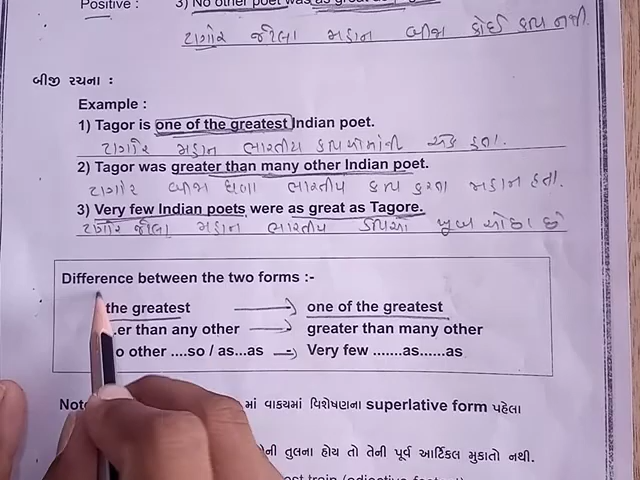 Positive : 3) No other poet was as great as
ટાગોર જેટલા મહાન બીજા કોઈ કવિ નથી.
બીજી રચના :
Example :
1) Tagor is one of the greatest Indian poet.
ટાગોર મહાન ભારતીય કવિઓમાંની એક હતા.
2) Tagor was greater than many other Indian poet.
ટાગોર બીજા ઘણા ભારતીય કવિ કરતા મહાન હતા.
3) Very few Indian poets were as great as Tagore.
ટાગોર જેટલા મહાન ભારતીય કવિઓ ખુબ ઓછા છે
Difference between the two forms :-
the greatest one of the greatest
..er than any other greater than many other
o other ....so / as...as Very few .......as......as
Not માં વાક્યમાં વિશેષણના superlative form પહેલા
ની તુલના હોય તો તેની પૂર્વ આર્ટિકલ મુકાતો નથી.